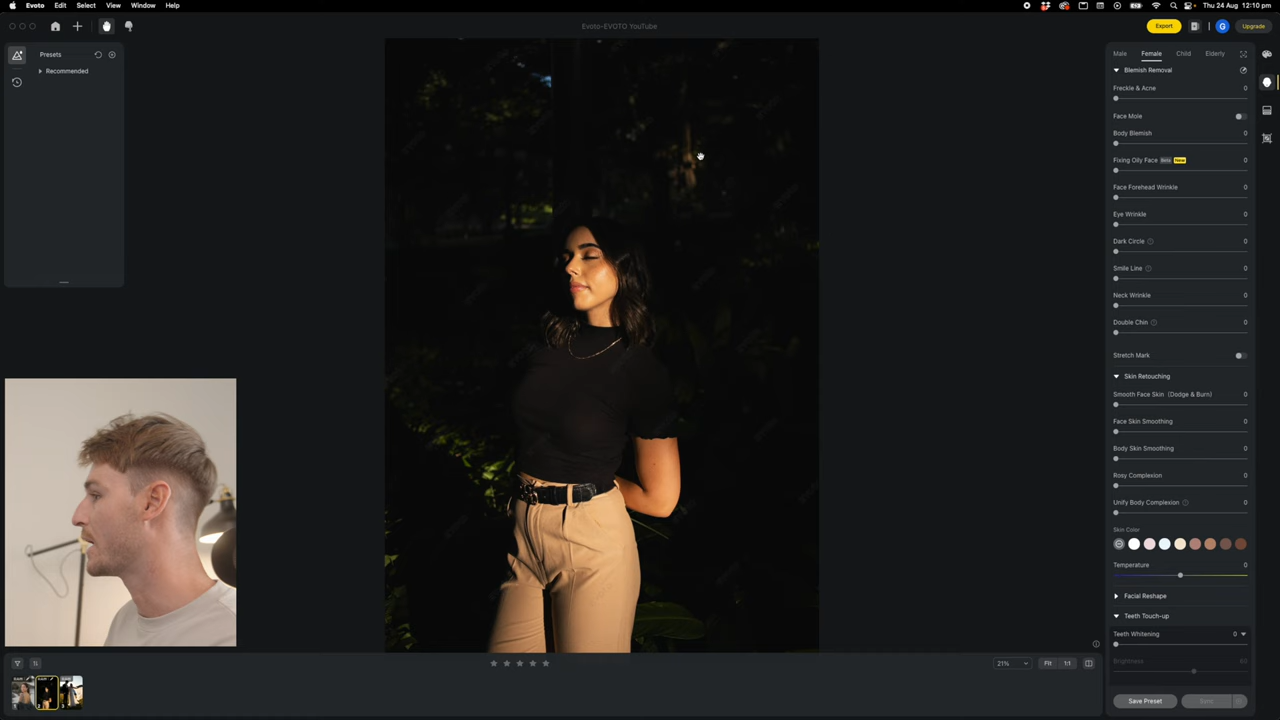 Evoto Edit Select View Window Help
Thu 24 Aug 12:10 pm
Evoto-EVOTO YouTube
Export
G
Upgrade
Presets
Recommended
Male Female Child Elderly
Blemish Removal
Freckle & Acne 0
Face Mole
Body Blemish 0
Fixing Oily Face Beta New 0
Face Forehead Wrinkle 0
Eye Wrinkle 0
Dark Circle 0
Smile Line 0
Neck Wrinkle 0
Double Chin 0
Stretch Mark
Skin Retouching
Smooth Face Skin (Dodge & Burn) 0
Face Skin Smoothing 0
Body Skin Smoothing 0
Rosy Complexion 0
Unify Body Complexion 0
Skin Color
Temperature 0
Facial Reshape
Teeth Touch-up
Teeth Whitening 0
Brightness 60
21% Fit 1:1
Save Preset Sync